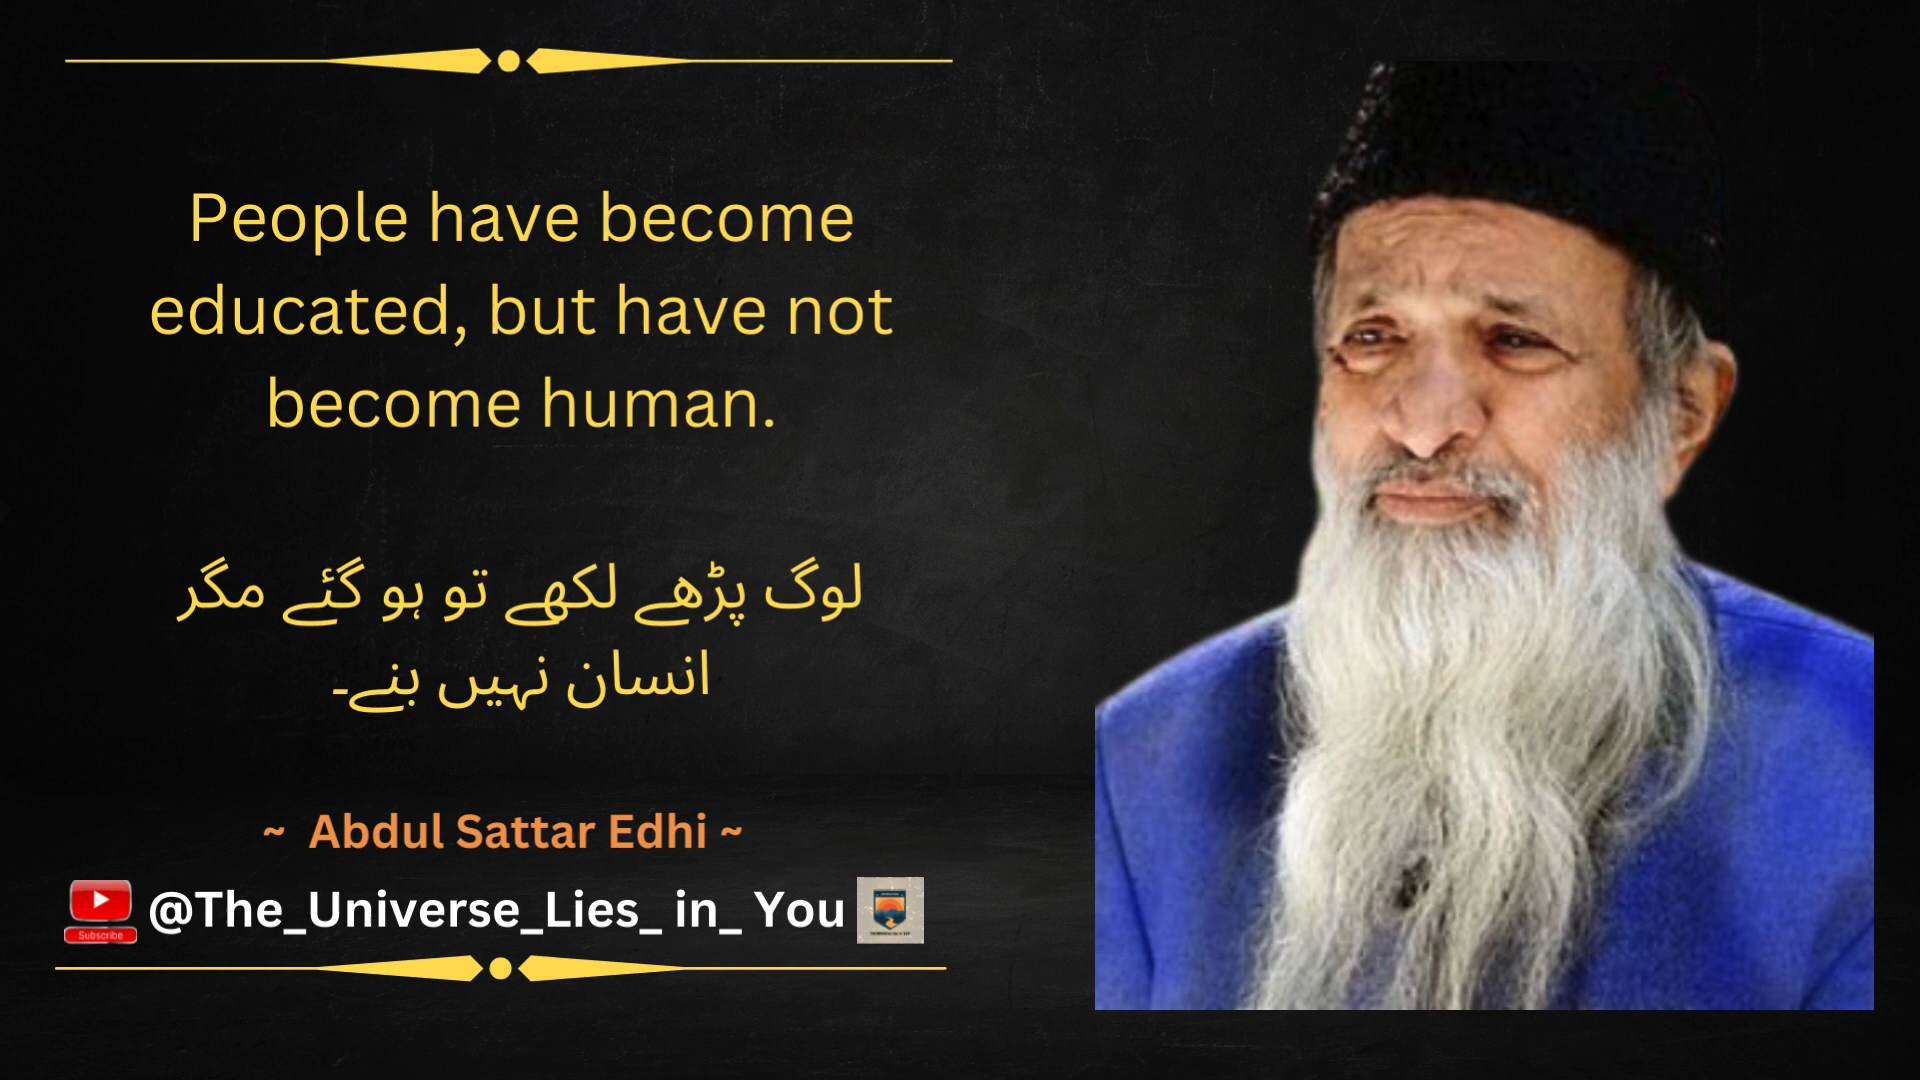 People have become
educated, but have not
become human.
لوگ پڑھے لکھے تو ہو گئے مگر
انسان نہیں بنے۔
~ Abdul Sattar Edhi ~
@The_Universe_Lies_ in_ You
Subscribe